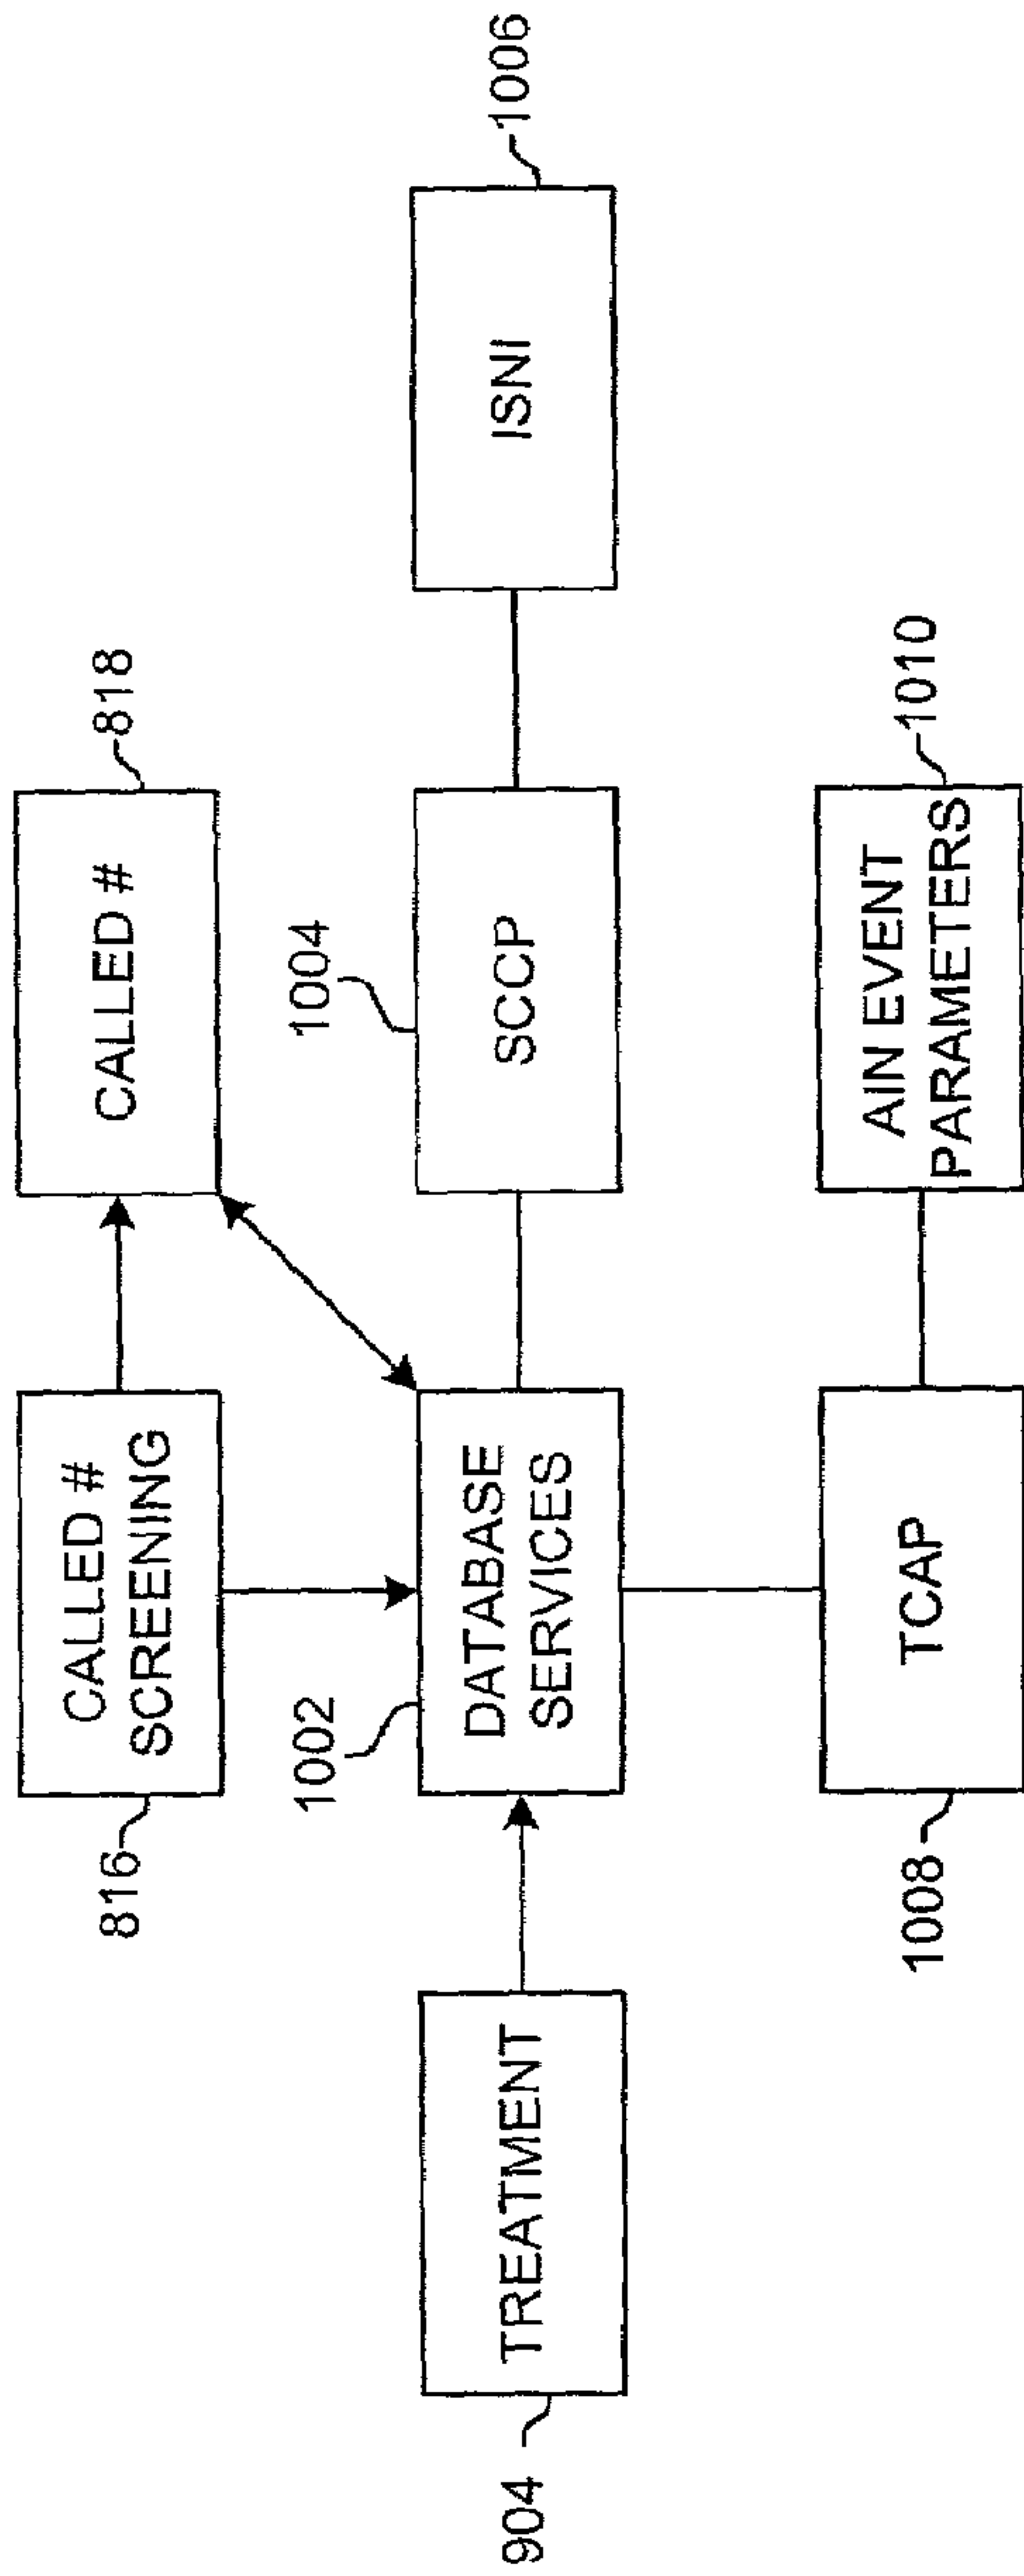 816
CALLED #
SCREENING
CALLED #
818
1002
DATABASE
SERVICES
1004
SCCP
ISNI
1006
904
TREATMENT
1008
TCAP
AIN EVENT
PARAMETERS
1010